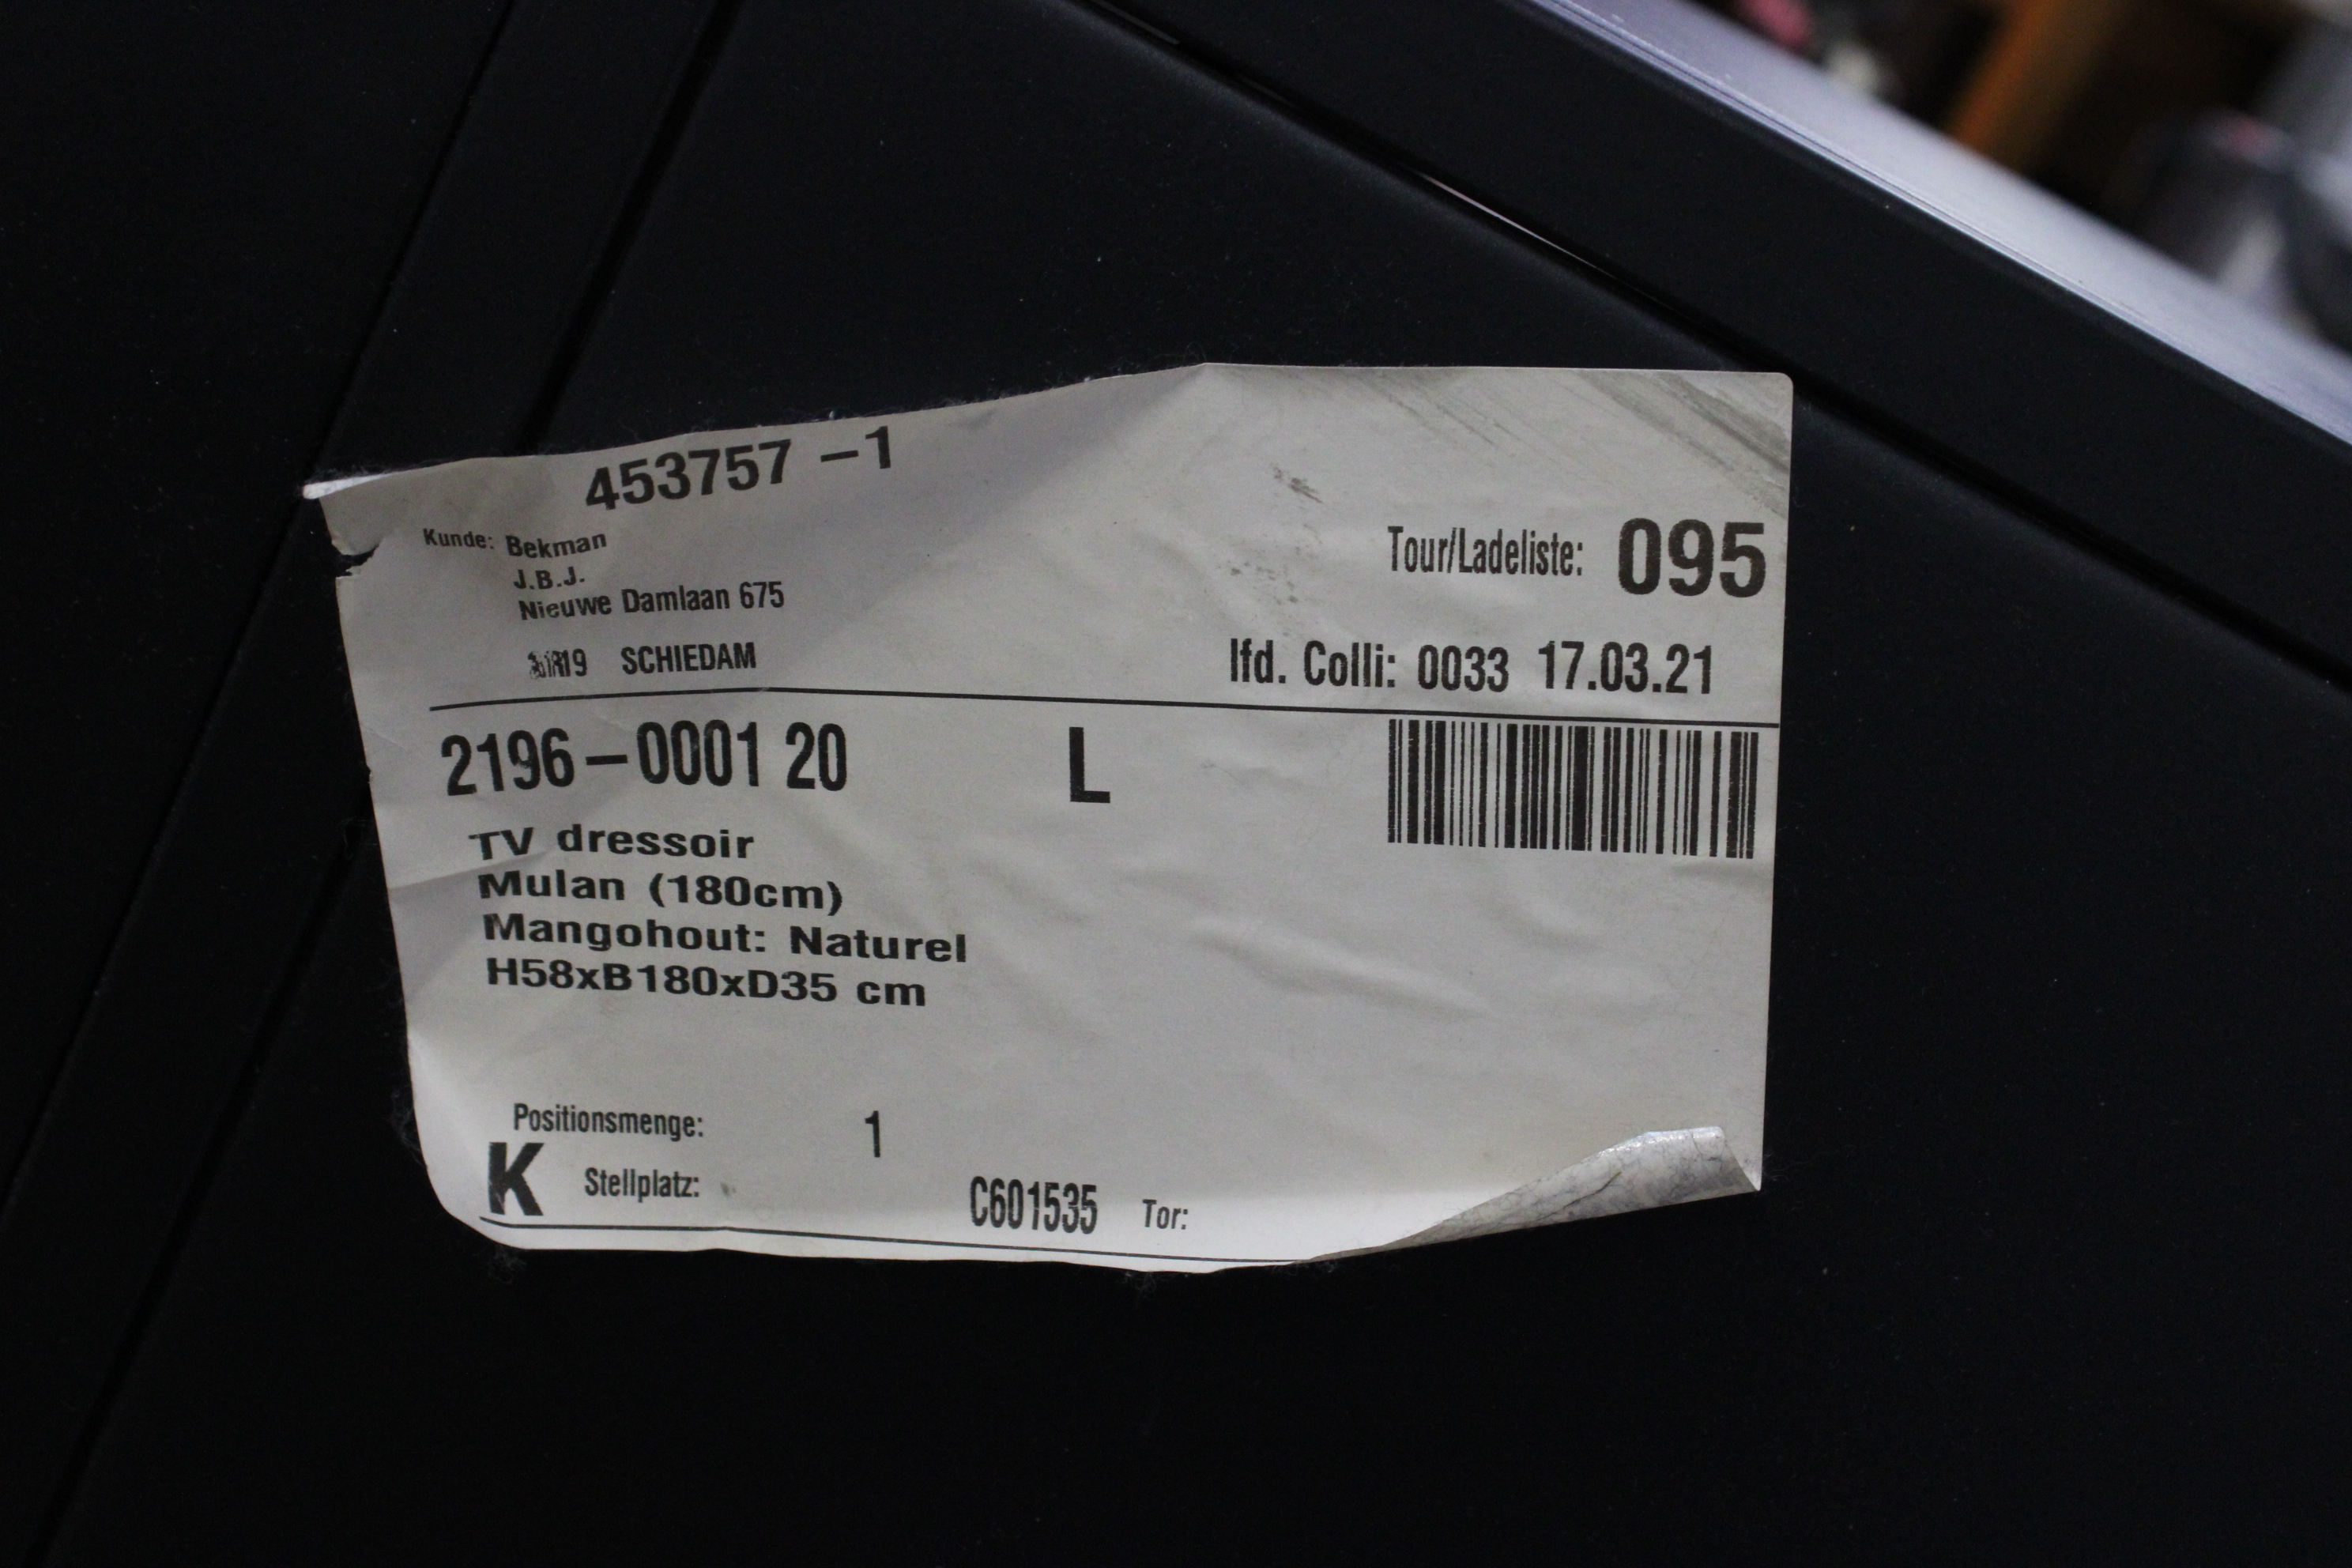 453757 -1
Kunde: Bekman
J.B.J.
Nieuwe Damlaan 675
SCHIEDAM
Tour/Ladeliste: 095
lfd. Colli: 0033 17.03.21
2196-0001 20 L
TV dressoir
Mulan (180cm)
Mangohout: Naturel
H58xB180xD35 cm
Positionsmenge: 1
K Stellplatz: C601535 Tor: